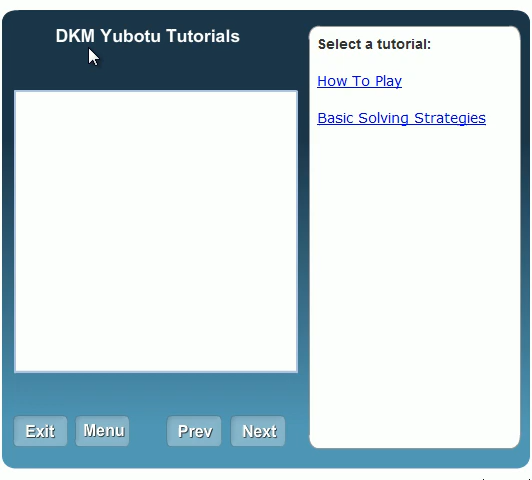 DKM Yubotu Tutorials
Select a tutorial:
How To Play
Basic Solving Strategies
Exit
Menu
Prev
Next